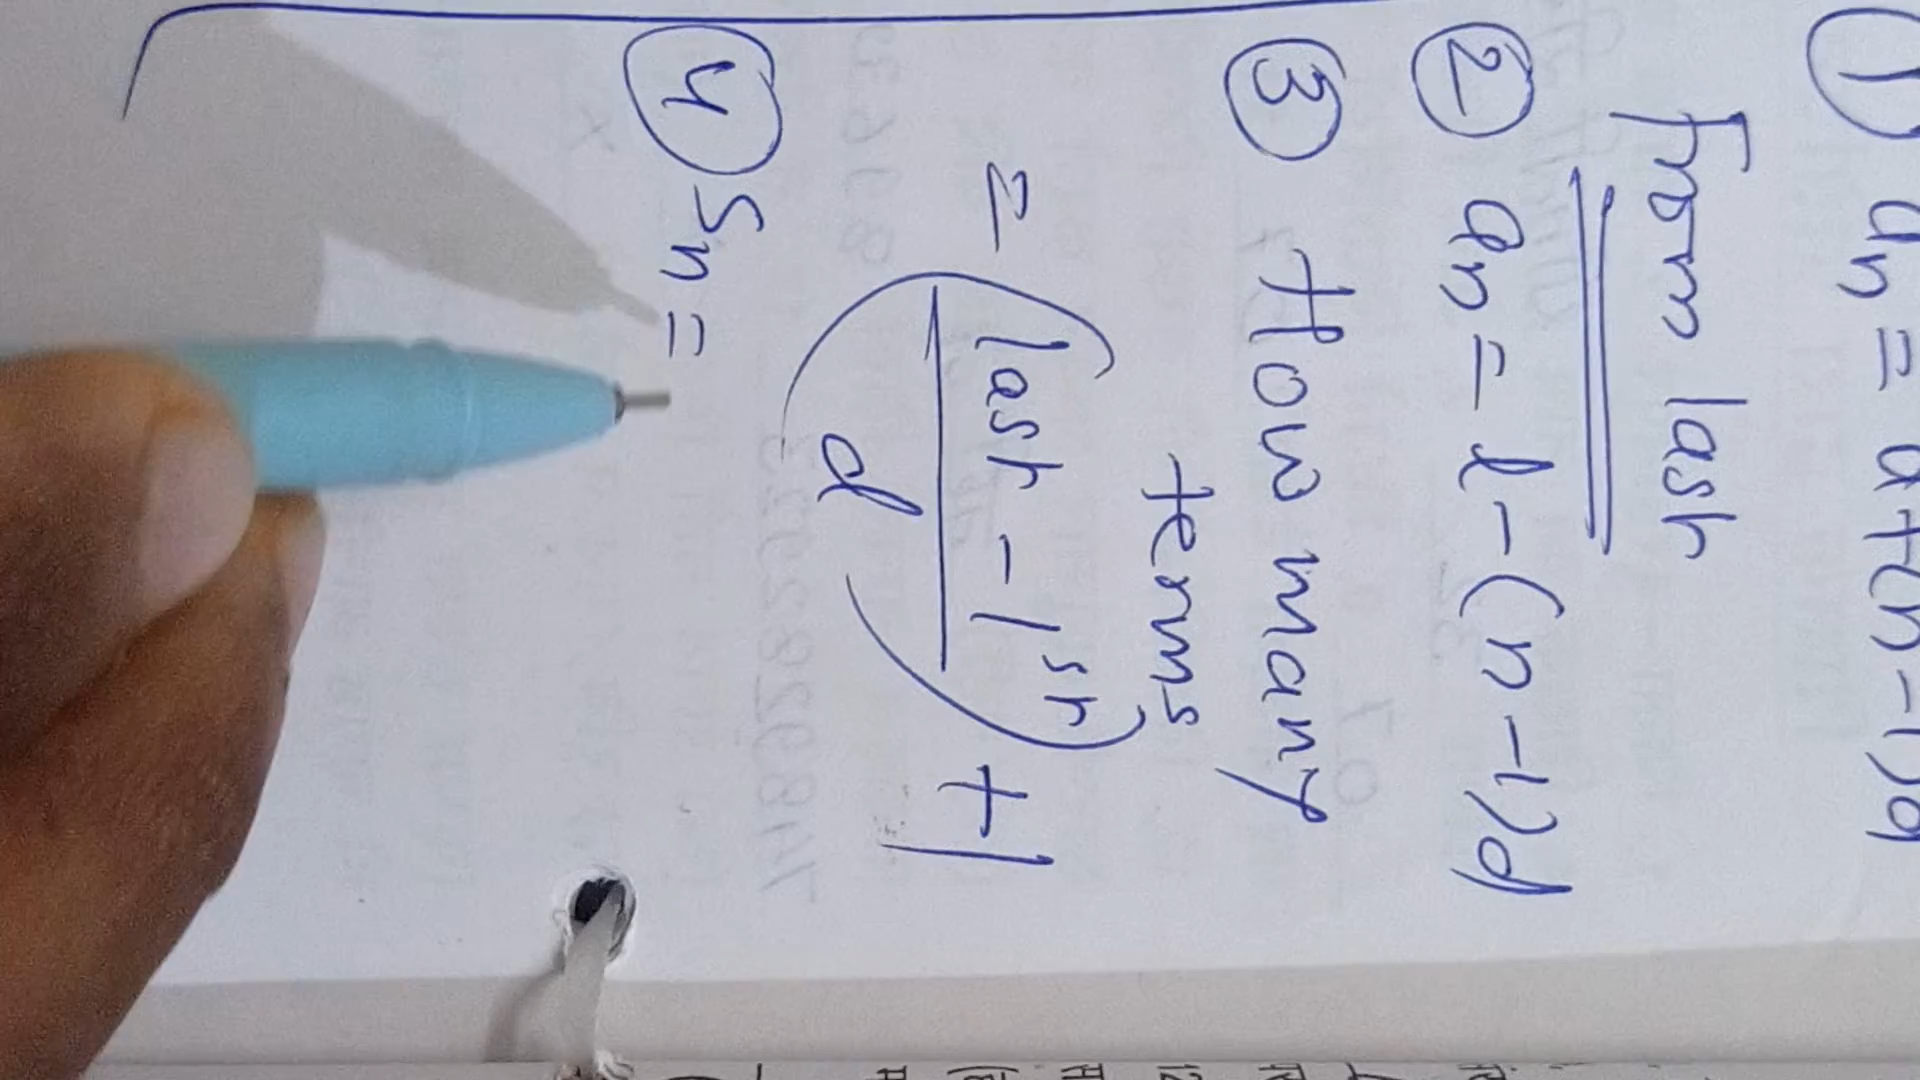 ① an = a+(n-1)d
From last
② an = l-(n-1)d
③ How many
terms
= (last - 1st / d) + 1
④ Sn =